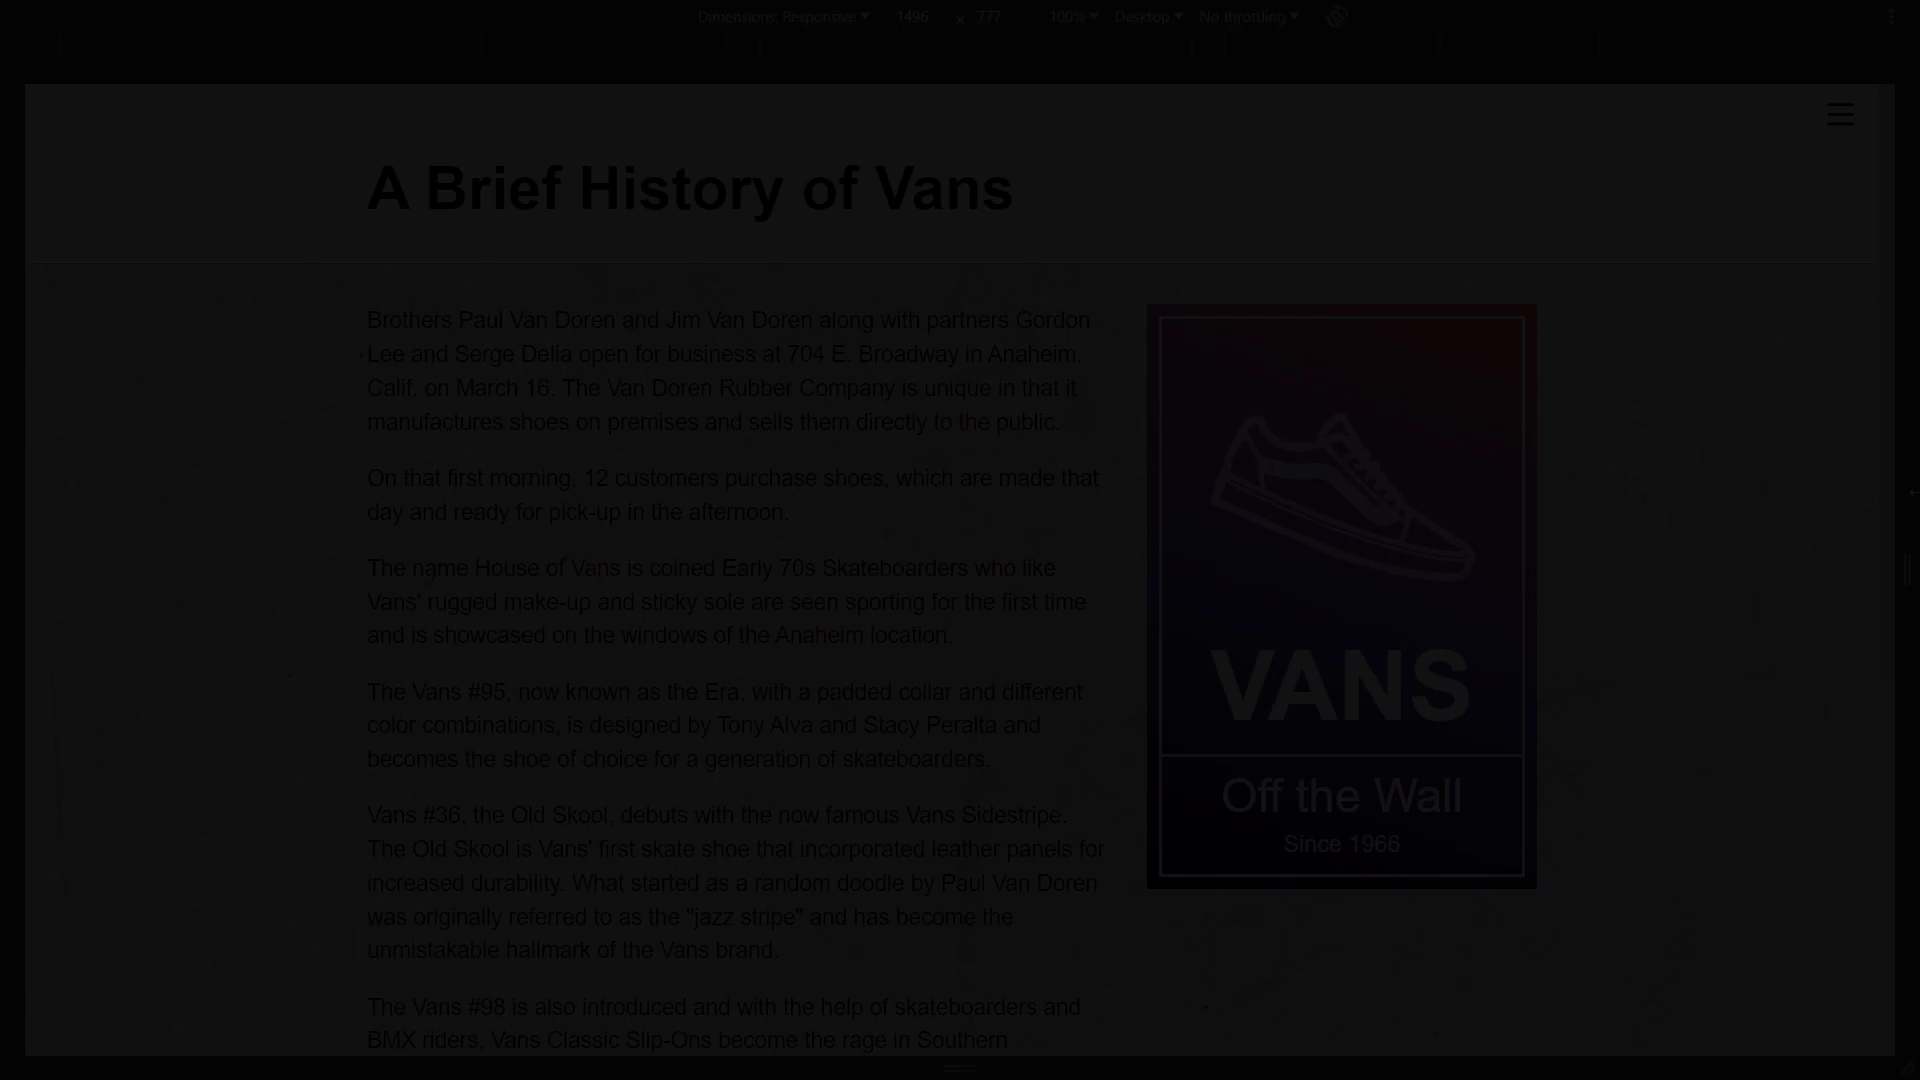 Dimensions: Responsive 1496 × 777 100% Desktop No throttling
A Brief History of Vans
Brothers Paul Van Doren and Jim Van Doren along with partners Gordon
Lee and Serge Delia open for business at 704 E. Broadway in Anaheim,
Calif. on March 16. The Van Doren Rubber Company is unique in that it
manufactures shoes on premises and sells them directly to the public.
On that first morning, 12 customers purchase shoes, which are made that
day and ready for pick-up in the afternoon.
The name House of Vans is coined Early 70s Skateboarders who like
Vans' rugged make-up and sticky sole are seen sporting for the first time
and is showcased on the windows of the Anaheim location.
The Vans #95, now known as the Era, with a padded collar and different
color combinations, is designed by Tony Alva and Stacy Peralta and
becomes the shoe of choice for a generation of skateboarders.
Vans #36, the Old Skool, debuts with the now famous Vans Sidestripe.
The Old Skool is Vans' first skate shoe that incorporated leather panels for
increased durability. What started as a random doodle by Paul Van Doren
was originally referred to as the "jazz stripe" and has become the
unmistakable hallmark of the Vans brand.
The Vans #98 is also introduced and with the help of skateboarders and
BMX riders, Vans Classic Slip-Ons become the rage in Southern
VANS
Off the Wall
Since 1966